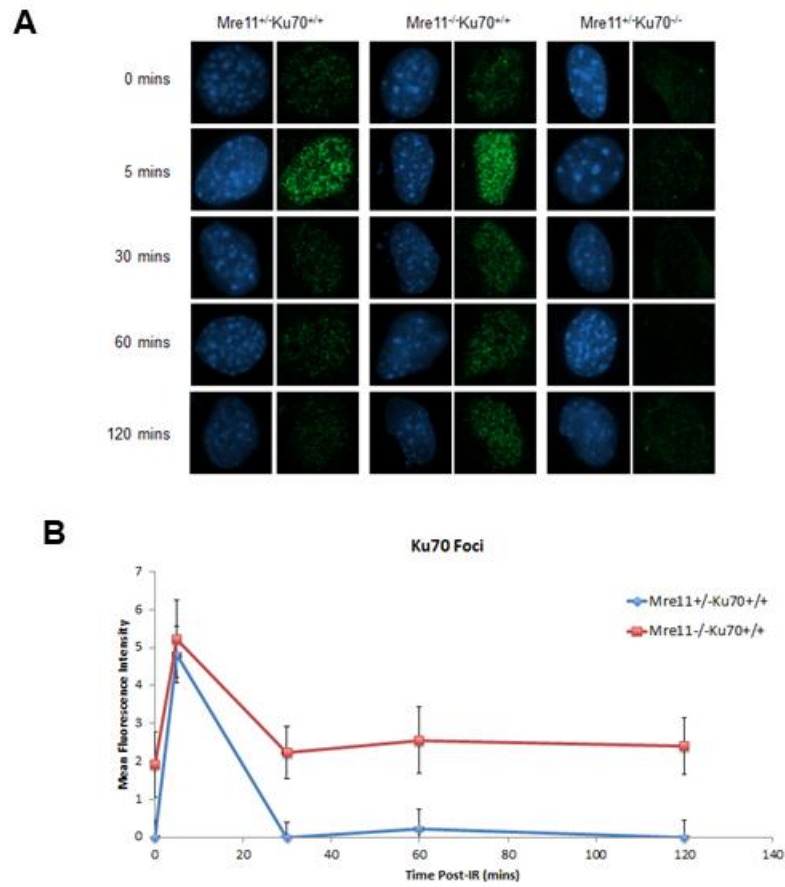 A
Mre11+/-Ku70+/+ Mre11-/-Ku70+/+ Mre11+/-Ku70-/-
0 mins
5 mins
30 mins
60 mins
120 mins
B
Ku70 Foci
7
6
5
4
3
2
1
0
Mean Fluorescence Intensity
Mre11+/-Ku70+/+
Mre11-/-Ku70+/+
0 20 40 60 80 100 120 140
Time Post-IR (mins)